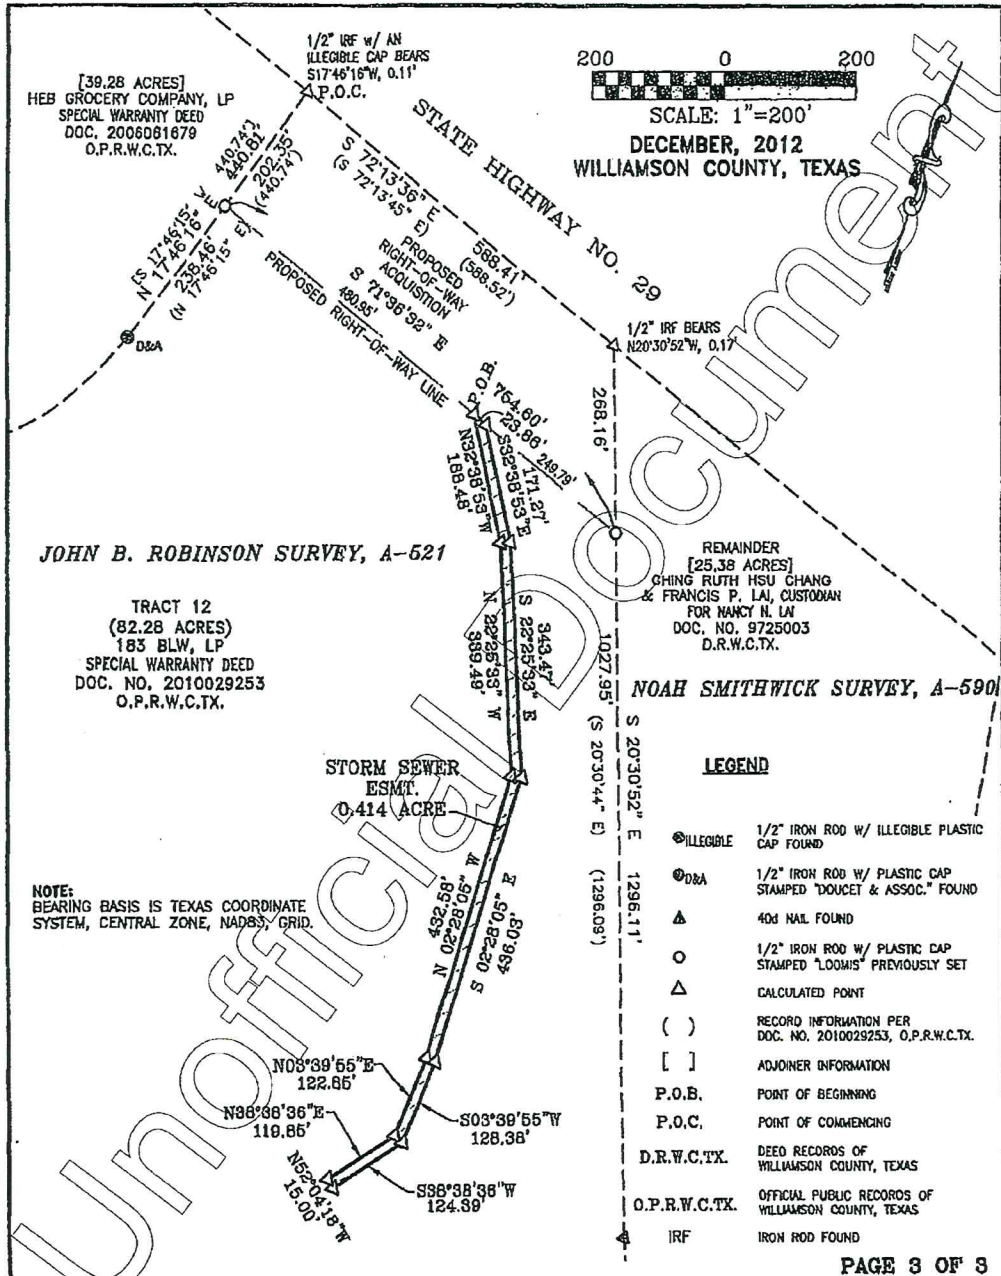 1/2" IRF w/ AN
ILLEGIBLE CAP BEARS
S17°46'16"W, 0.11'
P.O.C.
[39.28 ACRES]
HEB GROCERY COMPANY, LP
SPECIAL WARRANTY DEED
DOC. 2006061679
O.P.R.W.C.TX.
200 0 200
SCALE: 1"=200'
DECEMBER, 2012
WILLIAMSON COUNTY, TEXAS
STATE HIGHWAY NO. 29
440.74']
440.81
202.35'
(440.74')
[S 17°46'15" W
N 17°46'16" E
238.46'
(N 17°46'15" E)
D&A
S 72°13'36" E
(S 72°13'45" E)
588.41'
(588.52')
PROPOSED
RIGHT-OF-WAY
ACQUISITION
S 71°36'32" E
480.95'
PROPOSED RIGHT-OF-WAY LINE
1/2" IRF BEARS
N20°30'52"W, 0.17'
P.O.B.
754.60'
23.86'
249.79'
268.16'
N32°38'53"W
188.48'
S32°38'53"E
171.27'
JOHN B. ROBINSON SURVEY, A-521
REMAINDER
[25.38 ACRES]
CHING RUTH HSU CHANG
& FRANCIS P. LAI, CUSTODIAN
FOR NANCY N. LAI
DOC. NO. 9725003
D.R.W.C.TX.
TRACT 12
(82.28 ACRES)
183 BLW, LP
SPECIAL WARRANTY DEED
DOC. NO. 2010029253
O.P.R.W.C.TX.
N 22°25'33" W
339.49'
S 22°25'33" E
343.47'
1027.95'
NOAH SMITHWICK SURVEY, A-590
S 20°30'52" E 1296.11'
(S 20°30'44" E) (1296.09')
STORM SEWER
ESMT.
0.414 ACRE
432.58'
N 02°28'05" W
S 02°28'05" E
436.03'
NOTE:
BEARING BASIS IS TEXAS COORDINATE
SYSTEM, CENTRAL ZONE, NAD83, GRID.
N03°39'55"E
122.85'
N38°38'36"E
119.85'
S03°39'55"W
128.38'
S38°38'36"W
124.39'
N52°04'18"W
15.00'
LEGEND
ILLEGIBLE 1/2" IRON ROD W/ ILLEGIBLE PLASTIC
CAP FOUND
D&A 1/2" IRON ROD W/ PLASTIC CAP
STAMPED "DOUCET & ASSOC." FOUND
40d NAIL FOUND
1/2" IRON ROD W/ PLASTIC CAP
STAMPED "LOOMIS" PREVIOUSLY SET
CALCULATED POINT
( ) RECORD INFORMATION PER
DOC. NO. 2010029253, O.P.R.W.C.TX.
[ ] ADJOINER INFORMATION
P.O.B. POINT OF BEGINNING
P.O.C. POINT OF COMMENCING
D.R.W.C.TX. DEED RECORDS OF
WILLIAMSON COUNTY, TEXAS
O.P.R.W.C.TX. OFFICIAL PUBLIC RECORDS OF
WILLIAMSON COUNTY, TEXAS
IRF IRON ROD FOUND
PAGE 3 OF 3
Unofficial Document